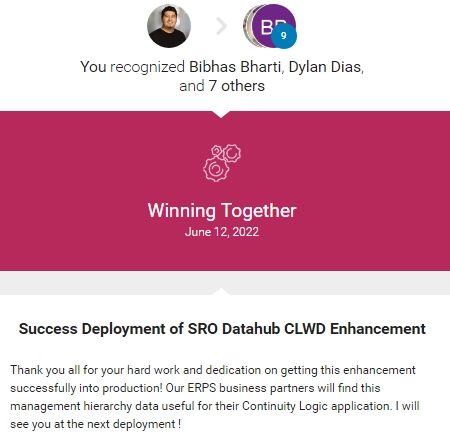 BB
9
You recognized Bibhas Bharti, Dylan Dias,
and 7 others
Winning Together
June 12, 2022
Success Deployment of SRO Datahub CLWD Enhancement
Thank you all for your hard work and dedication on getting this enhancement
successfully into production! Our ERPS business partners will find this
management hierarchy data useful for their Continuity Logic application. I will
see you at the next deployment !